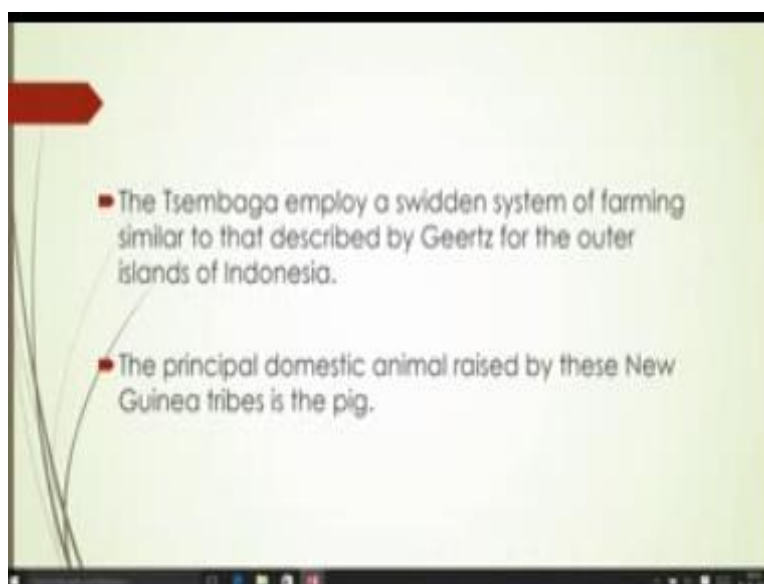 The Tsembaga employ a swidden system of farming
similar to that described by Geertz for the outer
islands of Indonesia.
The principal domestic animal raised by these New
Guinea tribes is the pig.